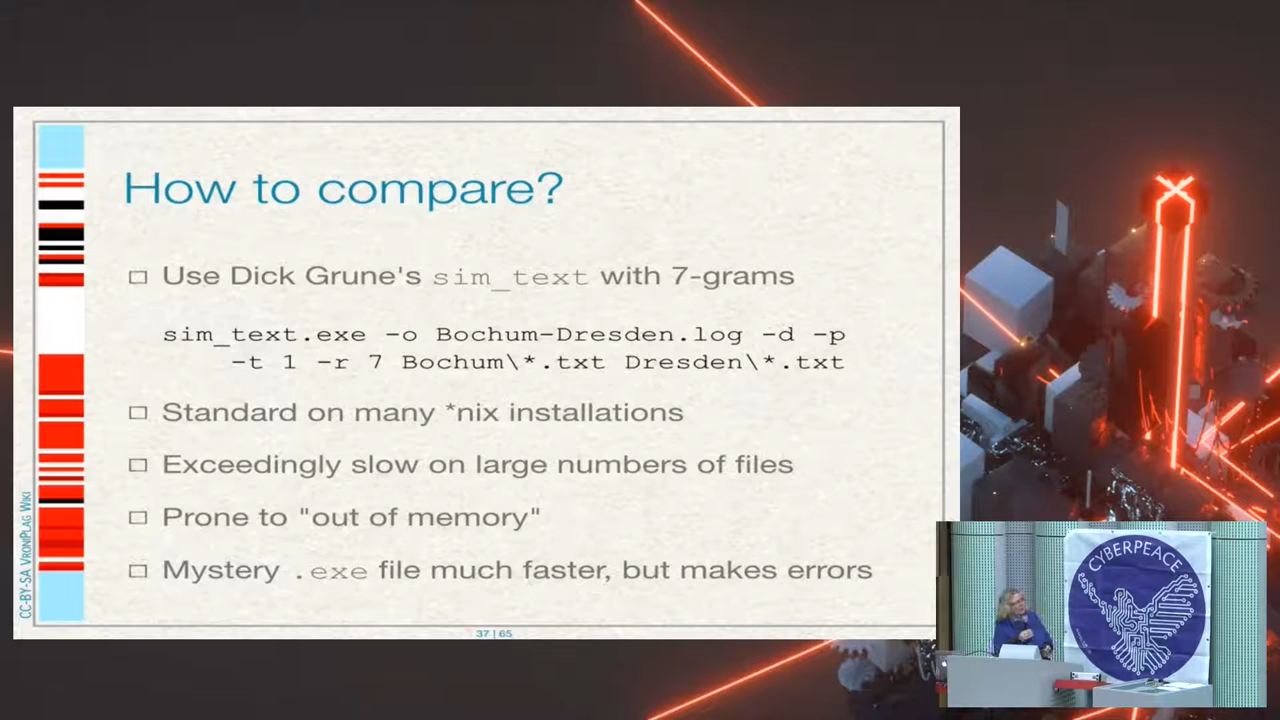 How to compare?
□ Use Dick Grune's sim_text with 7-grams
sim_text.exe -o Bochum-Dresden.log -d -p
-t 1 -r 7 Bochum\*.txt Dresden\*.txt
□ Standard on many *nix installations
□ Exceedingly slow on large numbers of files
□ Prone to "out of memory"
□ Mystery .exe file much faster, but makes errors
CC-BY-SA VRONIPLAG WIKI
37 | 65
CYBERPEACE